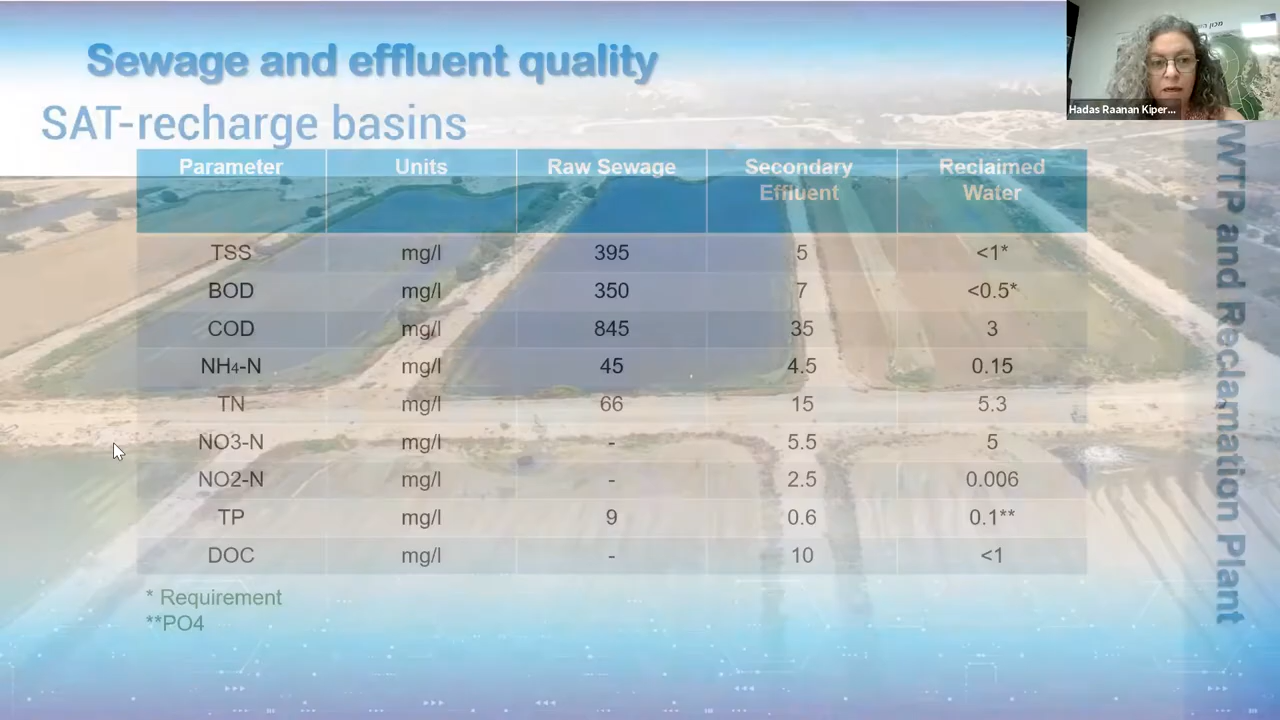 Sewage and effluent quality
SAT-recharge basins
Parameter Units Raw Sewage Secondary Effluent Reclaimed Water
TSS mg/l 395 5 <1*
BOD mg/l 350 7 <0.5*
COD mg/l 845 35 3
NH4-N mg/l 45 4.5 0.15
TN mg/l 66 15 5.3
NO3-N mg/l - 5.5 5
NO2-N mg/l - 2.5 0.006
TP mg/l 9 0.6 0.1**
DOC mg/l - 10 <1
* Requirement
**PO4
WTP and Reclamation Plant
Hadas Raanan Kiper...
מכון